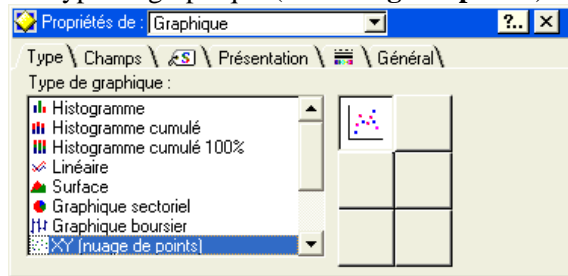 Propriétés de : Graphique ?..
Type Champs S Présentation Général
Type de graphique :
Histogramme
Histogramme cumulé
Histogramme cumulé 100%
Linéaire
Surface
Graphique sectoriel
Graphique boursier
XY (nuage de points)